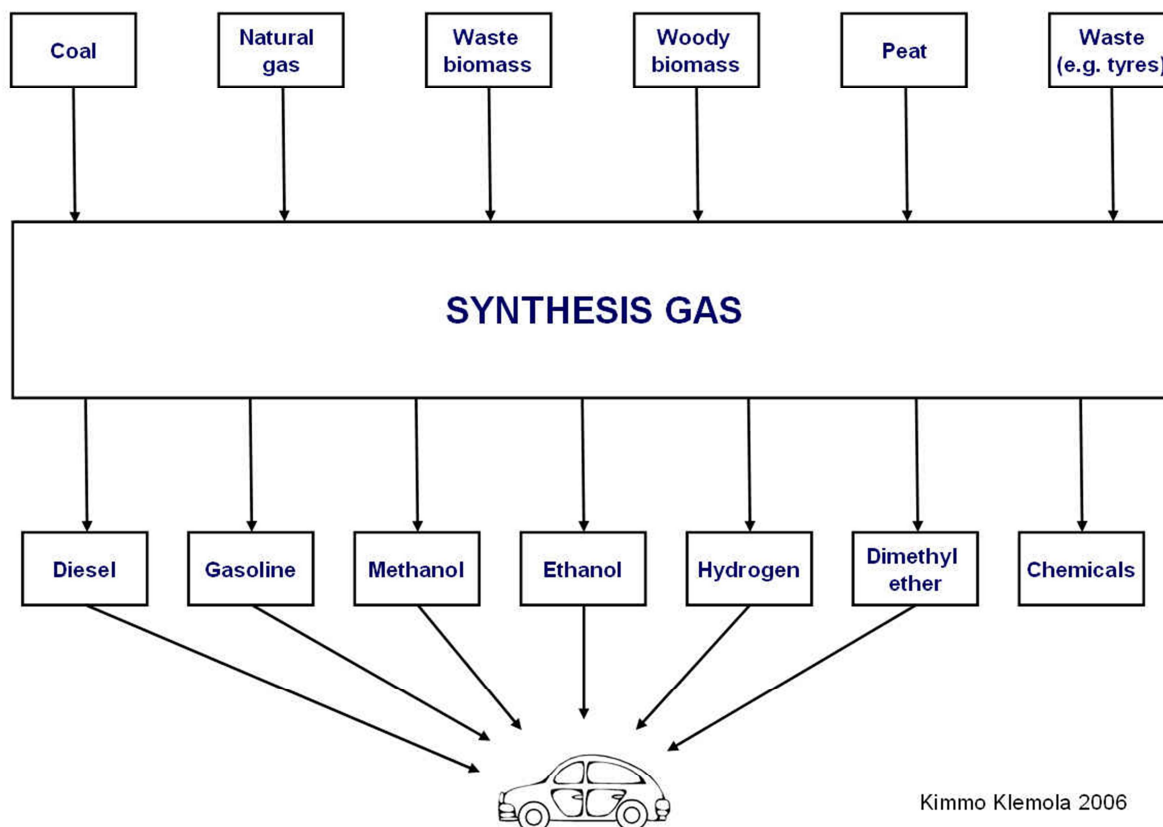 Coal
Natural
gas
Waste
biomass
Woody
biomass
Peat
Waste
(e.g. tyres)
SYNTHESIS GAS
Diesel
Gasoline
Methanol
Ethanol
Hydrogen
Dimethyl
ether
Chemicals
Kimmo Klemola 2006